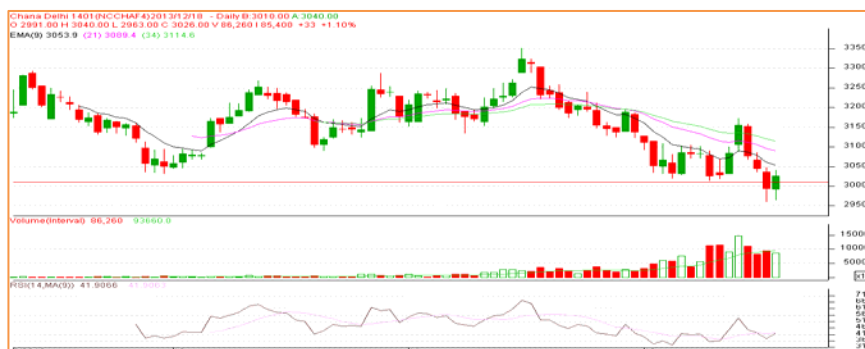 Chana Delhi 1401(NCCHAF4)2013/12/18 - Daily B:3010.00 A:3040.00
O 2991.00 H 3040.00 L 2963.00 C 3026.00 V 86,260 I 85,400 +33 +1.10%
EMA(9) 3053.9 (21) 3089.4 (34) 3114.6
3350
3300
3250
3200
3150
3100
3050
3000
2950
Volume(Interval) 86,260 93660.0
15000
10000
5000
x1
RSI(14,MA(9)) 41.9066
71